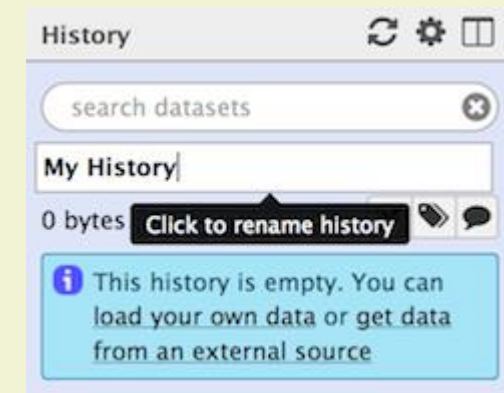 History
search datasets
My History
0 bytes
Click to rename history
This history is empty. You can
load your own data or get data
from an external source